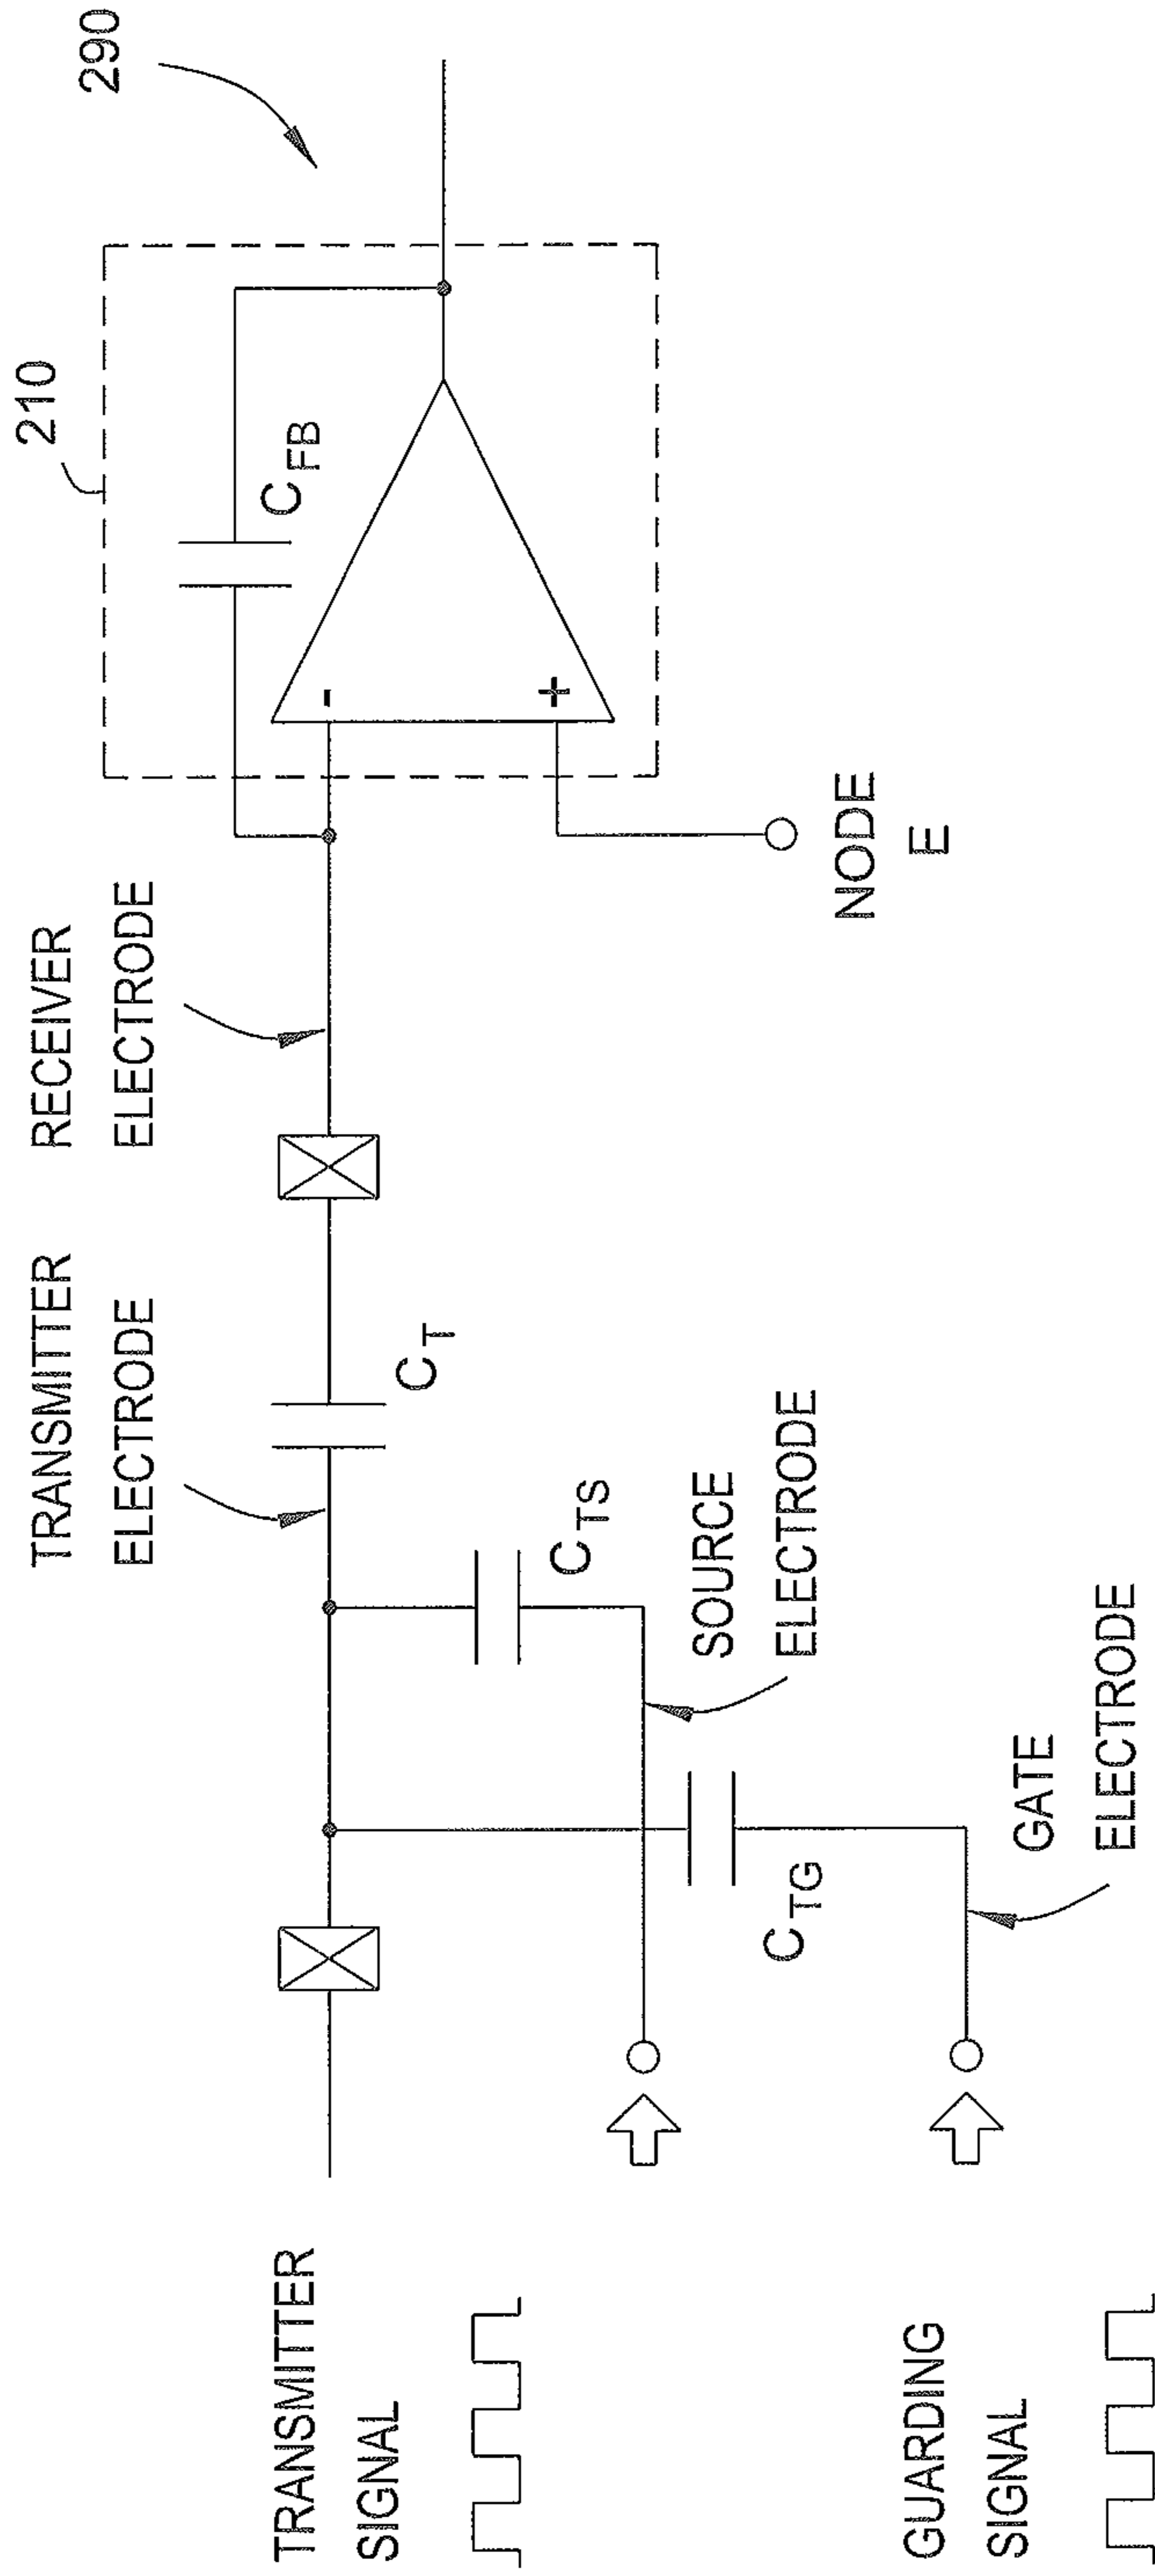 290
210
RECEIVER
ELECTRODE
TRANSMITTER
ELECTRODE
C_FB
-
+
C_T
C_TS
C_TG
NODE
E
SOURCE
ELECTRODE
GATE
ELECTRODE
TRANSMITTER
SIGNAL
GUARDING
SIGNAL